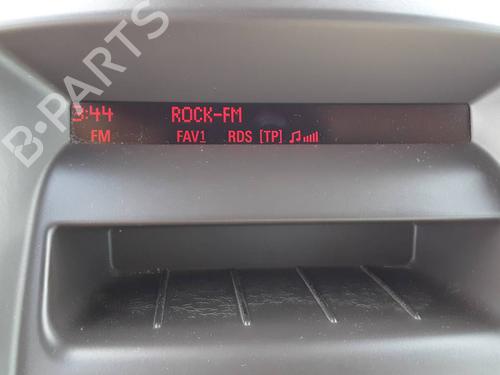 3:44 ROCK-FM
FM FAV1 RDS [TP]
B-Parts